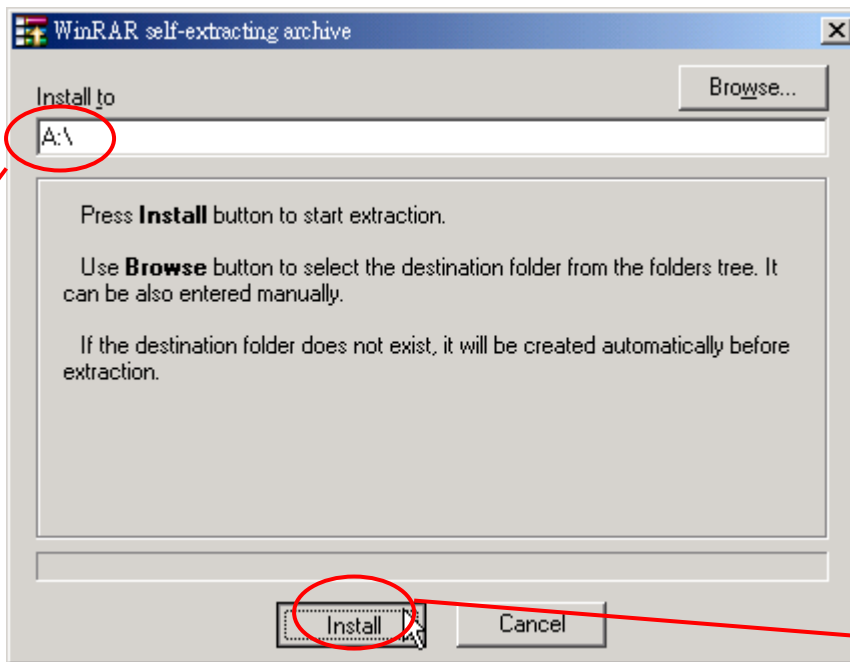 WinRAR self-extracting archive
Install to
Browse...
A:\
Press Install button to start extraction.
Use Browse button to select the destination folder from the folders tree. It
can be also entered manually.
If the destination folder does not exist, it will be created automatically before
extraction.
Install
Cancel